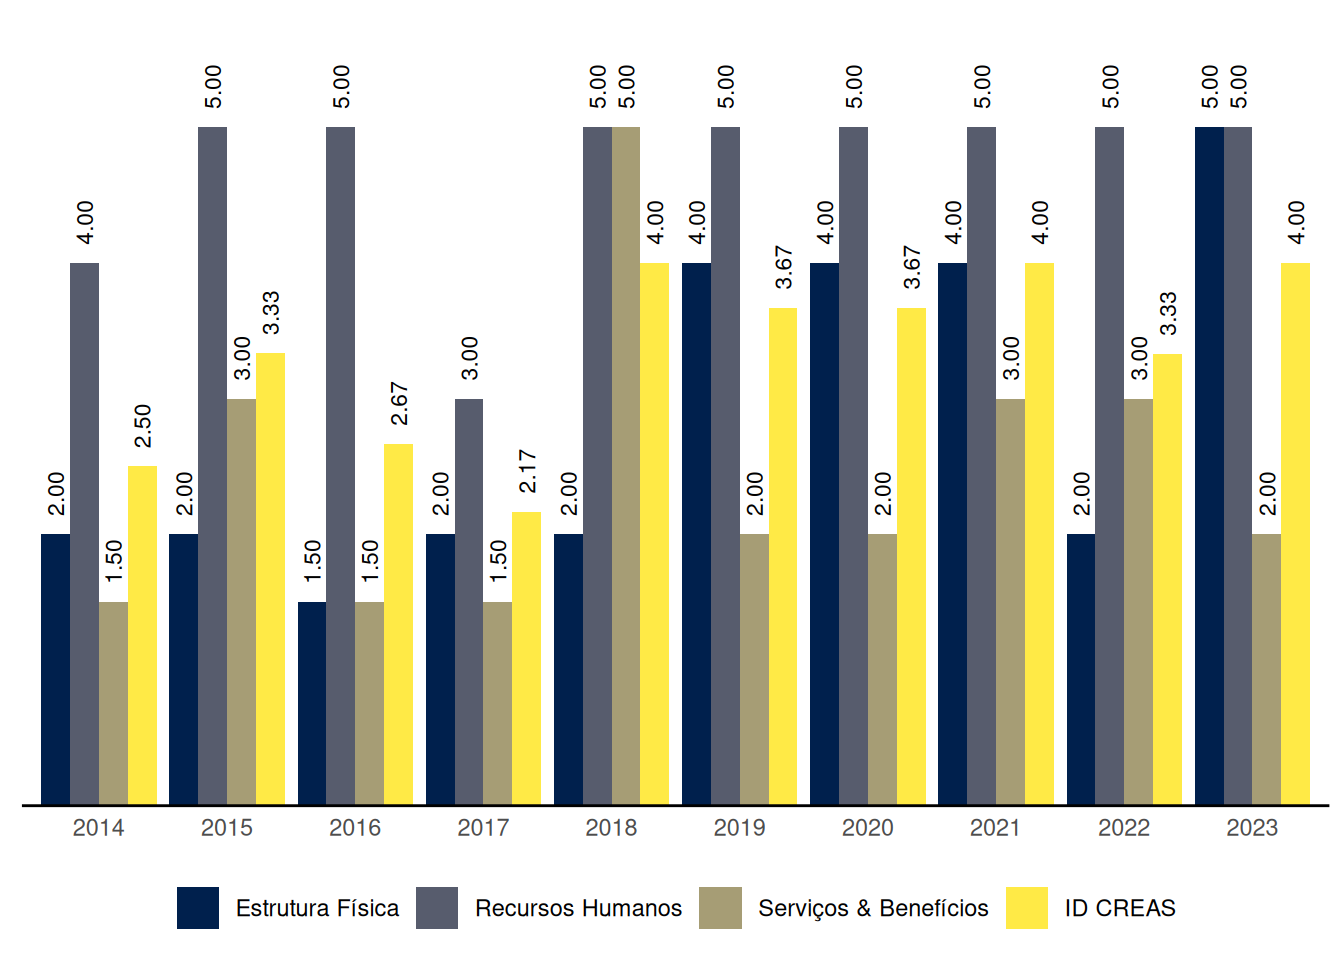 5.00 5.00 5.00 5.00 5.00 5.00 5.00 5.00 5.00 5.00
4.00 4.00 4.00 4.00 4.00 4.00 4.00
3.67 3.67
3.33 3.33
3.00 3.00 3.00 3.00
2.50 2.67
2.00 2.00 2.00 2.17 2.00 2.00 2.00 2.00 2.00
1.50 1.50 1.50 1.50
2014 2015 2016 2017 2018 2019 2020 2021 2022 2023
Estrutura Física Recursos Humanos Serviços & Benefícios ID CREAS